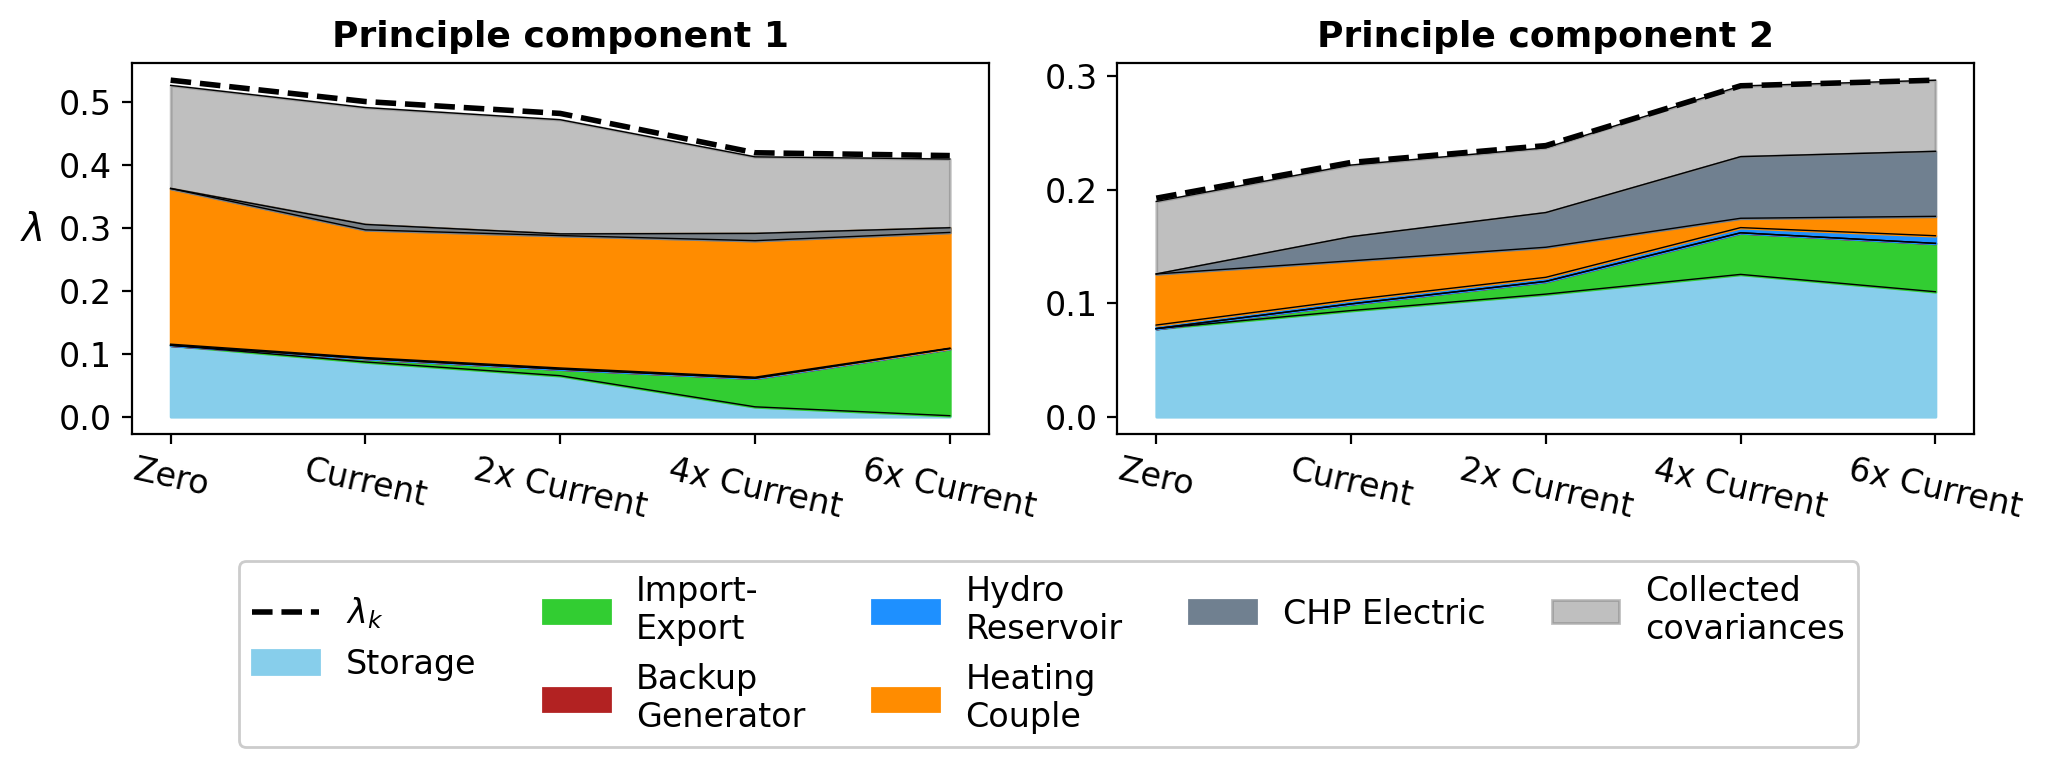 Principle component 1
Principle component 2
λ
0.5
0.4
0.3
0.2
0.1
0.0
0.3
0.2
0.1
0.0
Zero
Current
2x Current
4x Current
6x Current
Zero
Current
2x Current
4x Current
6x Current
λk
Storage
Import-
Export
Backup
Generator
Hydro
Reservoir
Heating
Couple
CHP Electric
Collected
covariances